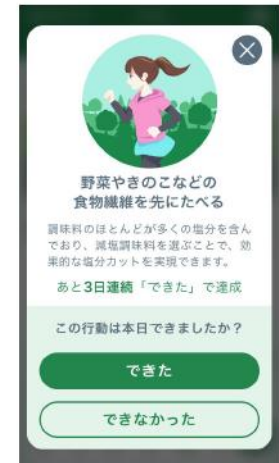 野菜やきのこなどの
食物繊維を先にたべる
調味料のほとんどが多くの塩分を含ん
でおり、減塩調味料を選ぶことで、効
果的な塩分カットを実現できます。
あと3日連続「できた」で達成
この行動は本日できましたか？
できた
できなかった